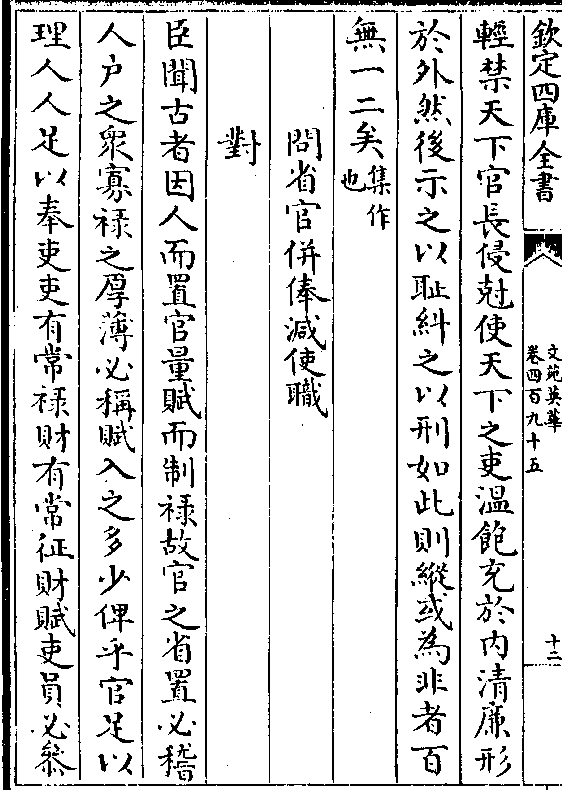 欽定四庫全書
文苑英華
卷四百九十五
十二
輕禁天下官長侵尅使天下之吏温飽充於内清廉形
於外然後示之以耻糾之以刑如此則縱或為非者百
無一二矣集作
也
問省官併俸減使職
對
臣聞古者因人而置官量賦而制禄故官之省置必稽
人户之衆寡禄之厚薄必稱賦入之多少俾乎官足以
理人人足以奉吏吏有常禄財有常征財賦吏員必叅